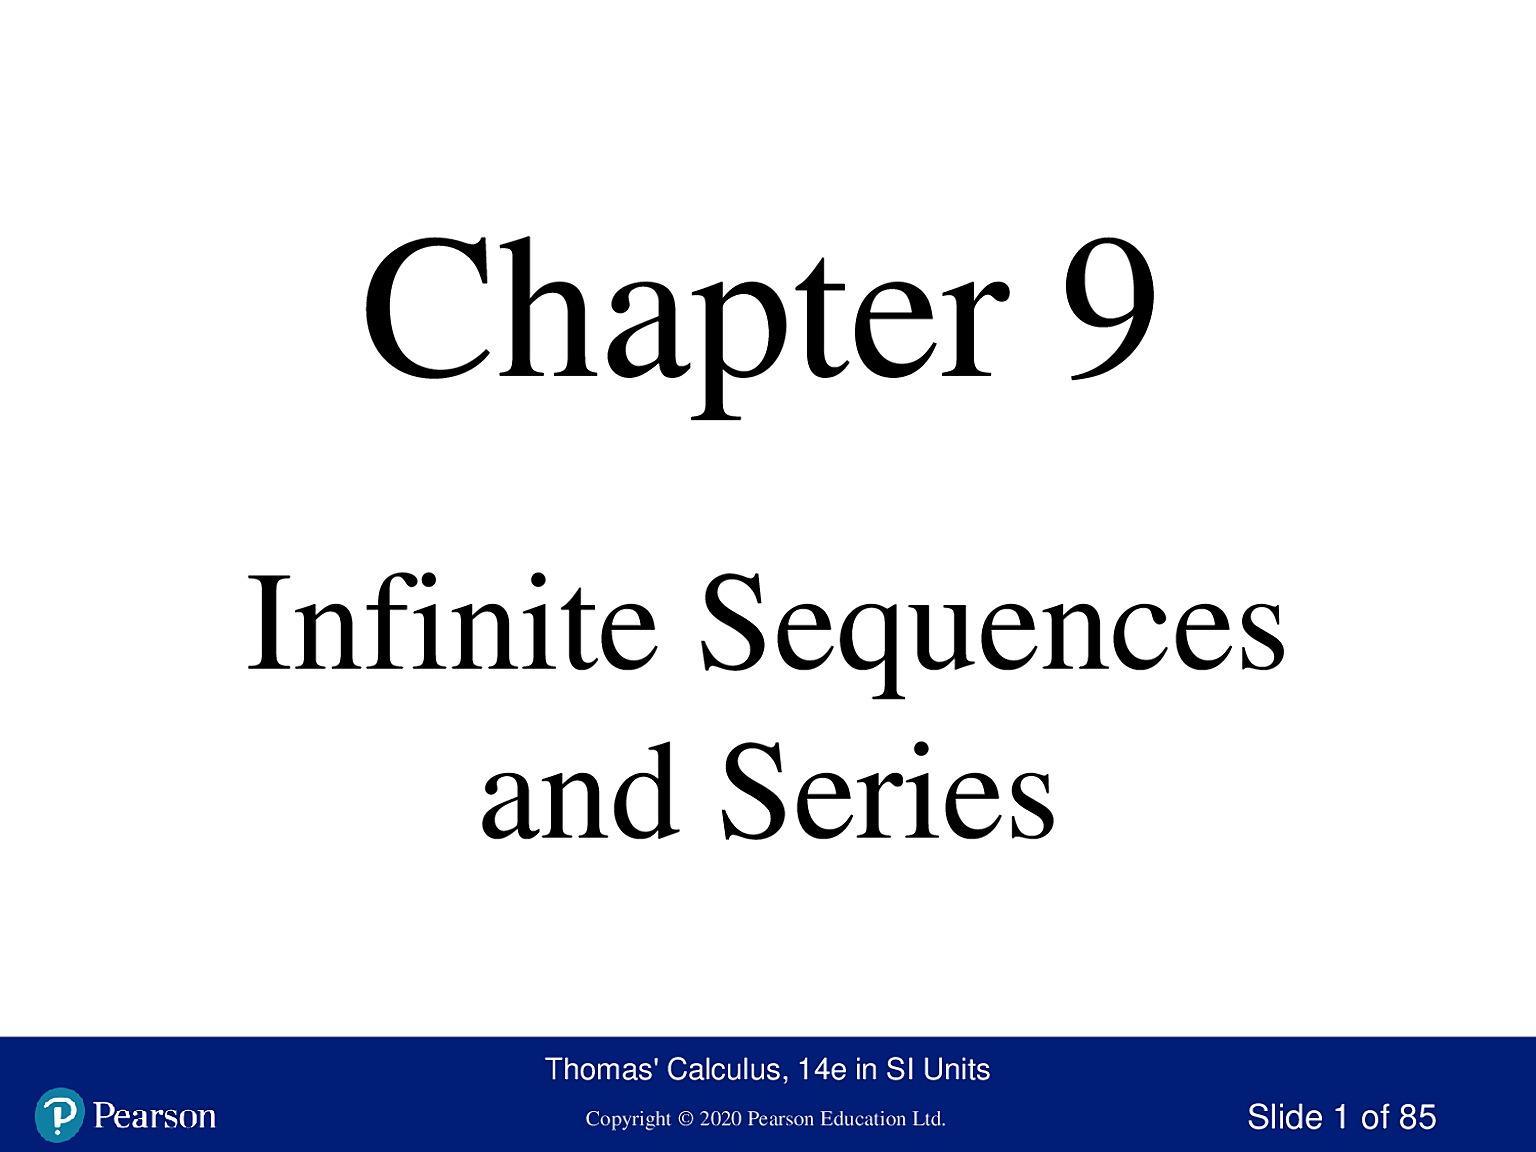 Chapter 9
Infinite Sequences
and Series
Thomas' Calculus, 14e in SI Units
Pearson
Copyright © 2020 Pearson Education Ltd.
Slide 1 of 85